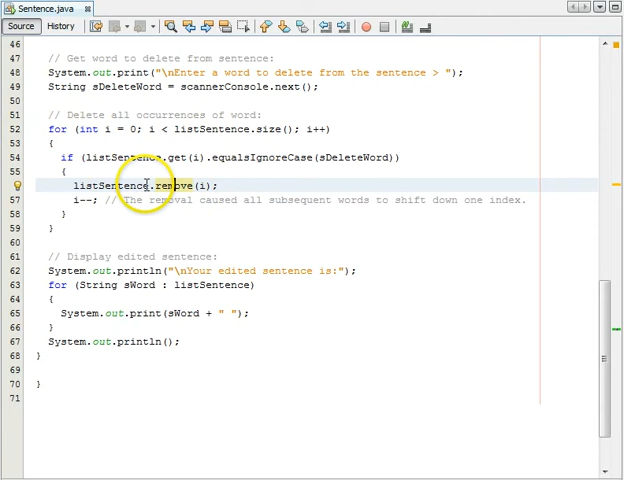 Sentence.java
Source History
46
47 // Get word to delete from sentence:
48 System.out.print("\nEnter a word to delete from the sentence > ");
49 String sDeleteWord = scannerConsole.next();
50
51 // Delete all occurrences of word:
52 for (int i = 0; i < listSentence.size(); i++)
53 {
54 if (listSentence.get(i).equalsIgnoreCase(sDeleteWord))
55 {
listSentence.remove(i);
57 i--; // The removal caused all subsequent words to shift down one index.
58 }
59 }
60
61 // Display edited sentence:
62 System.out.println("\nYour edited sentence is:");
63 for (String sWord : listSentence)
64 {
65 System.out.print(sWord + " ");
66 }
67 System.out.println();
68 }
69
70 }
71